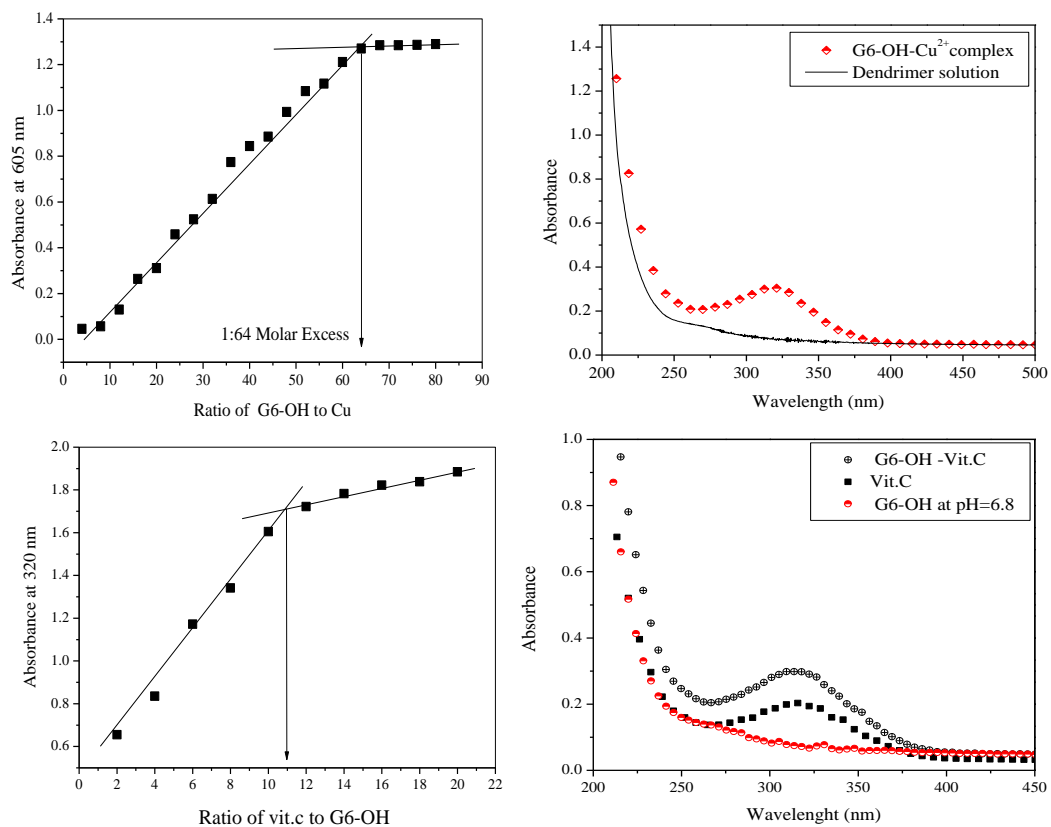 1.4
1.2
1.0
0.8
0.6
0.4
0.2
0.0
0 10 20 30 40 50 60 70 80 90
Absorbance at 605 nm
1:64 Molar Excess
Ratio of G6-OH to Cu
1.4
1.2
1.0
0.8
0.6
0.4
0.2
0.0
200 250 300 350 400 450 500
Absorbance
G6-OH-Cu²⁺complex
Dendrimer solution
Wavelength (nm)
2.0
1.8
1.6
1.4
1.2
1.0
0.8
0.6
0 2 4 6 8 10 12 14 16 18 20 22
Absorbance at 320 nm
Ratio of vit.c to G6-OH
1.0
0.8
0.6
0.4
0.2
0.0
200 250 300 350 400 450
Absorbance
G6-OH -Vit.C
Vit.C
G6-OH at pH=6.8
Wavelenght (nm)